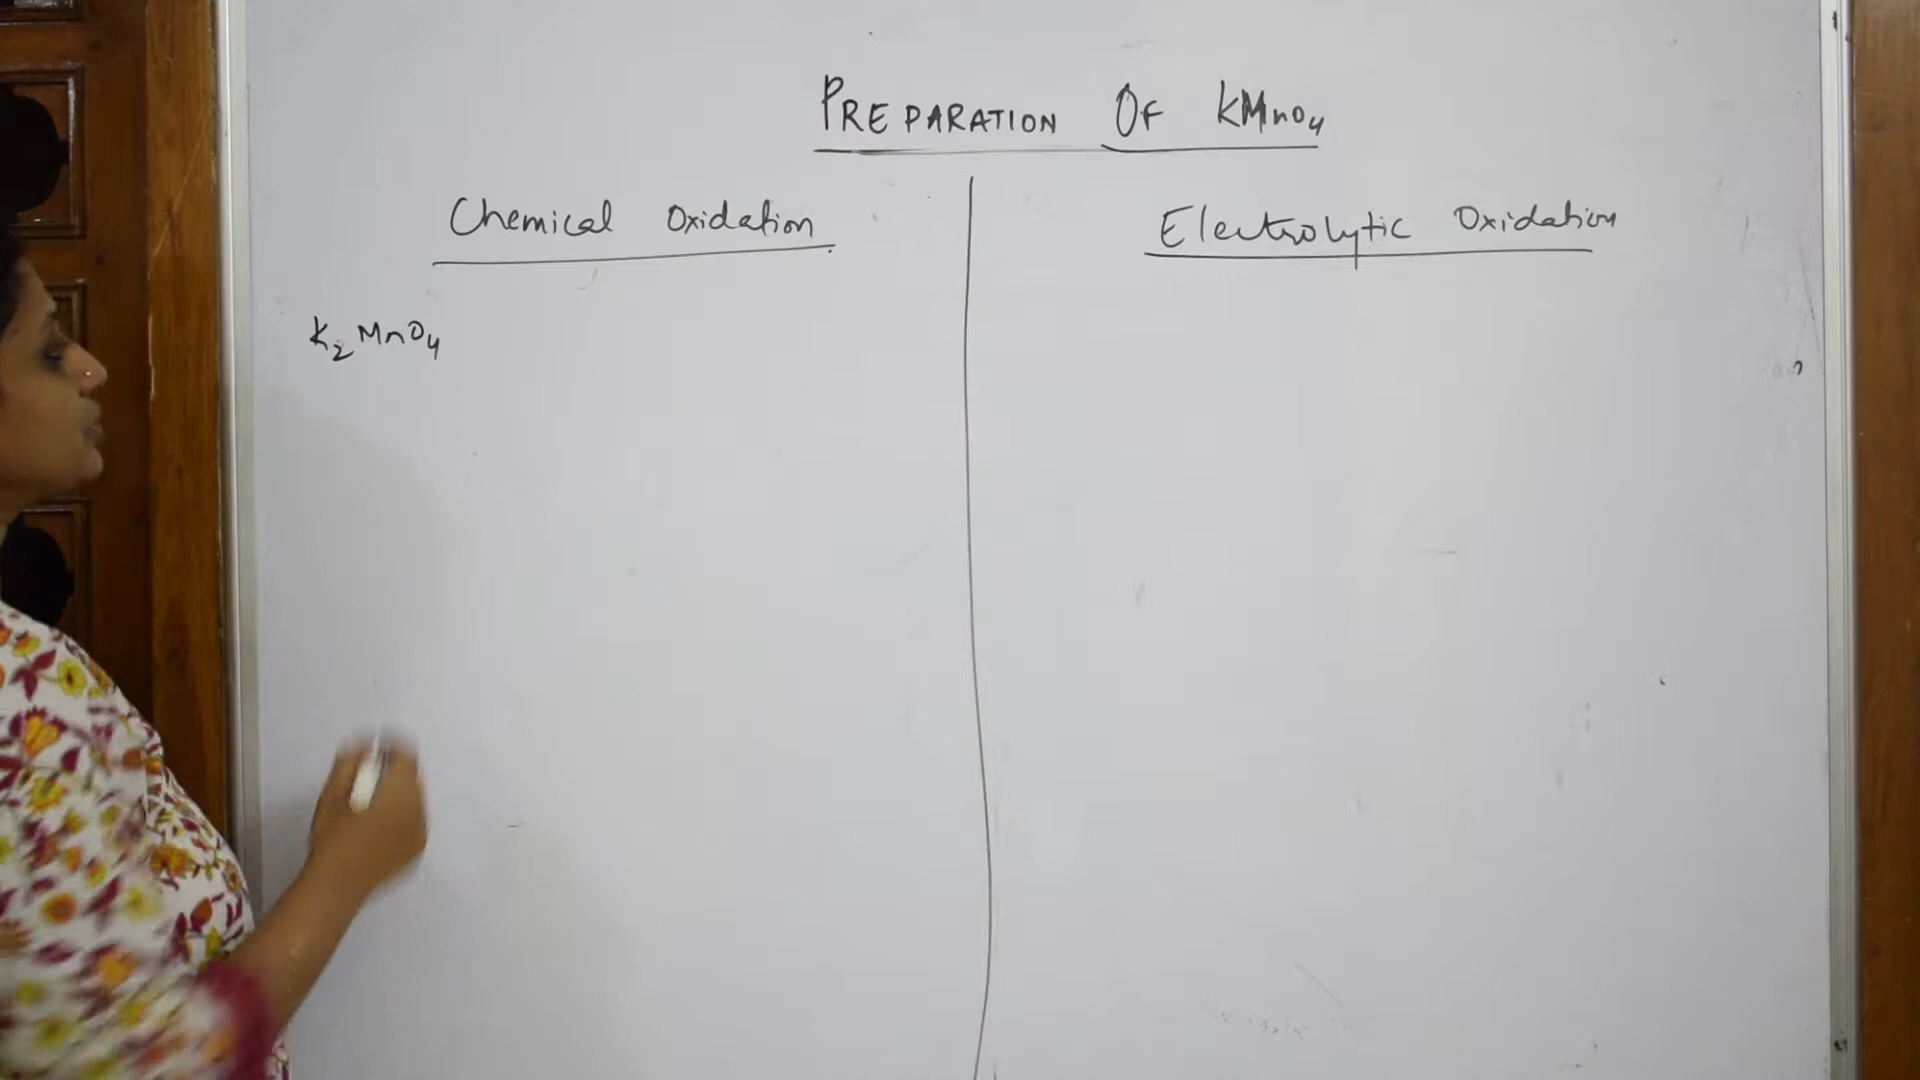 PREPARATION OF KMnO4
Chemical Oxidation
Electrolytic Oxidation
K2MnO4